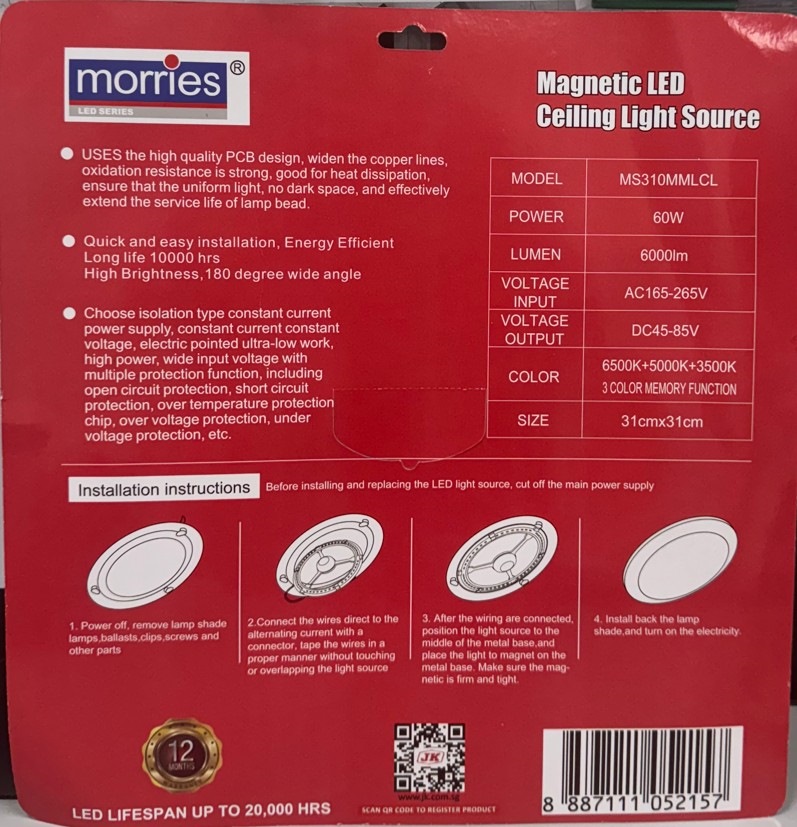 morries®
LED SERIES
Magnetic LED
Ceiling Light Source
USES the high quality PCB design, widen the copper lines,
oxidation resistance is strong, good for heat dissipation,
ensure that the uniform light, no dark space, and effectively
extend the service life of lamp bead.
Quick and easy installation, Energy Efficient
Long life 10000 hrs
High Brightness,180 degree wide angle
Choose isolation type constant current
power supply, constant current constant
voltage, electric pointed ultra-low work,
high power, wide input voltage with
multiple protection function, including
open circuit protection, short circuit
protection, over temperature protection
chip, over voltage protection, under
voltage protection, etc.
MODEL MS310MMLCL
POWER 60W
LUMEN 6000lm
VOLTAGE
INPUT AC165-265V
VOLTAGE
OUTPUT DC45-85V
COLOR 6500K+5000K+3500K
3 COLOR MEMORY FUNCTION
SIZE 31cmx31cm
Installation instructions Before installing and replacing the LED light source, cut off the main power supply
1. Power off, remove lamp shade
lamps,ballasts,clips,screws and
other parts
2.Connect the wires direct to the
alternating current with a
connector, tape the wires in a
proper manner without touching
or overlapping the light source
3. After the wiring are connected,
position the light source to the
middle of the metal base,and
place the light to magnet on the
metal base. Make sure the mag-
netic is firm and tight.
4. Install back the lamp
shade,and turn on the electricity.
12
MONTHS
LED LIFESPAN UP TO 20,000 HRS
JK
www.jk.com.sg
SCAN QR CODE TO REGISTER PRODUCT
8 887111 052157